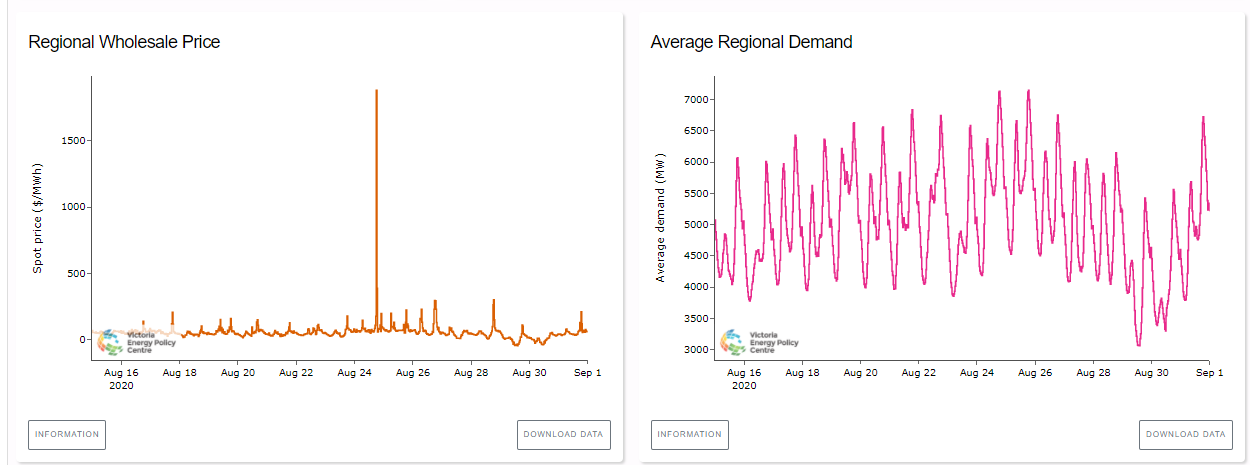 Regional Wholesale Price
Spot price ($/MWh)
1500
1000
500
0
Aug 16
2020
Aug 18
Aug 20
Aug 22
Aug 24
Aug 26
Aug 28
Aug 30
Sep 1
Victoria
Energy Policy
Centre
INFORMATION
DOWNLOAD DATA
Average Regional Demand
Average demand (MW)
7000
6500
6000
5500
5000
4500
4000
3500
3000
Aug 16
2020
Aug 18
Aug 20
Aug 22
Aug 24
Aug 26
Aug 28
Aug 30
Sep 1
Victoria
Energy Policy
Centre
INFORMATION
DOWNLOAD DATA